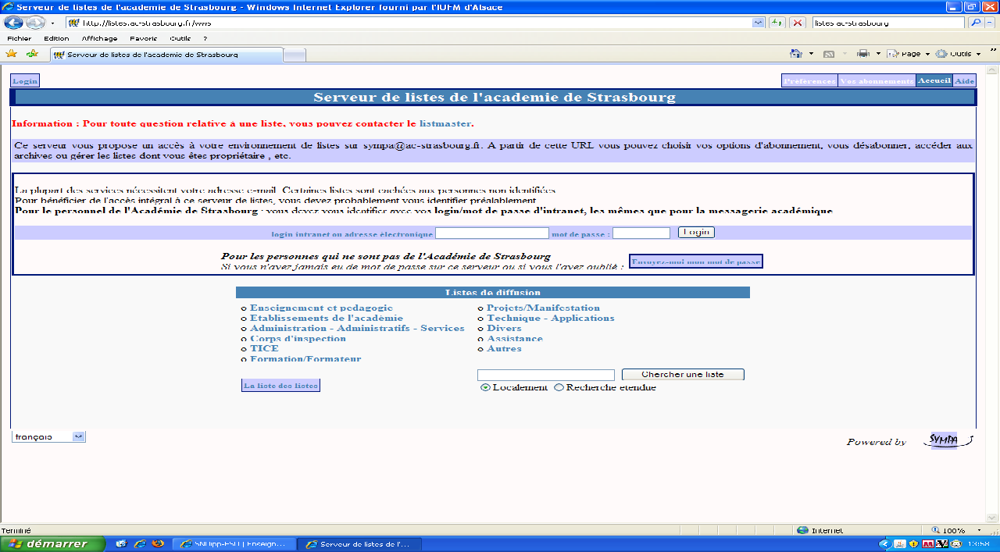 Serveur de listes de l'academie de Strasbourg - Windows Internet Explorer fourni par l'IUFM d'Alsace
http://listes.ac-strasbourg.fr/wws
listes ac-strasbourg
Fichier Edition Affichage Favoris Outils ?
Serveur de listes de l'academie de Strasbourg
Page Outils
Login
Préférences Vos abonnements Accueil Aide
Serveur de listes de l'academie de Strasbourg
Information : Pour toute question relative à une liste, vous pouvez contacter le listmaster.
Ce serveur vous propose un accès à votre environnement de listes sur sympa@ac-strasbourg.fr. A partir de cette URL vous pouvez choisir vos options d'abonnement, vous désabonner, accéder aux
archives ou gérer les listes dont vous êtes propriétaire , etc.
La plupart des services nécessitent votre adresse e-mail. Certaines listes sont cachées aux personnes non identifiées
Pour bénéficier de l'accès intégral à ce serveur de listes, vous devez probablement vous identifier préalablement
Pour le personnel de l'Académie de Strasbourg : vous devez vous identifier avec vos login/mot de passe d'intranet, les mêmes que pour la messagerie académique
login intranet ou adresse électronique mot de passe : Login
Pour les personnes qui ne sont pas de l'Académie de Strasbourg
Si vous n'avez jamais eu de mot de passe sur ce serveur ou si vous l'avez oublié : Envoyez-moi mon mot de passe
Listes de diffusion
Enseignement et pedagogie
Etablissements de l'académie
Administration - Administratifs - Services
Corps d'inspection
TICE
Formation/Formateur
Projets/Manifestation
Technique - Applications
Divers
Assistance
Autres
La liste des listes
Chercher une liste
Localement Recherche etendue
français
Powered by SYMPA
Terminé
Internet 100%
démarrer SNUipp-FSU | Enseign... Serveur de listes de l'... 13:58